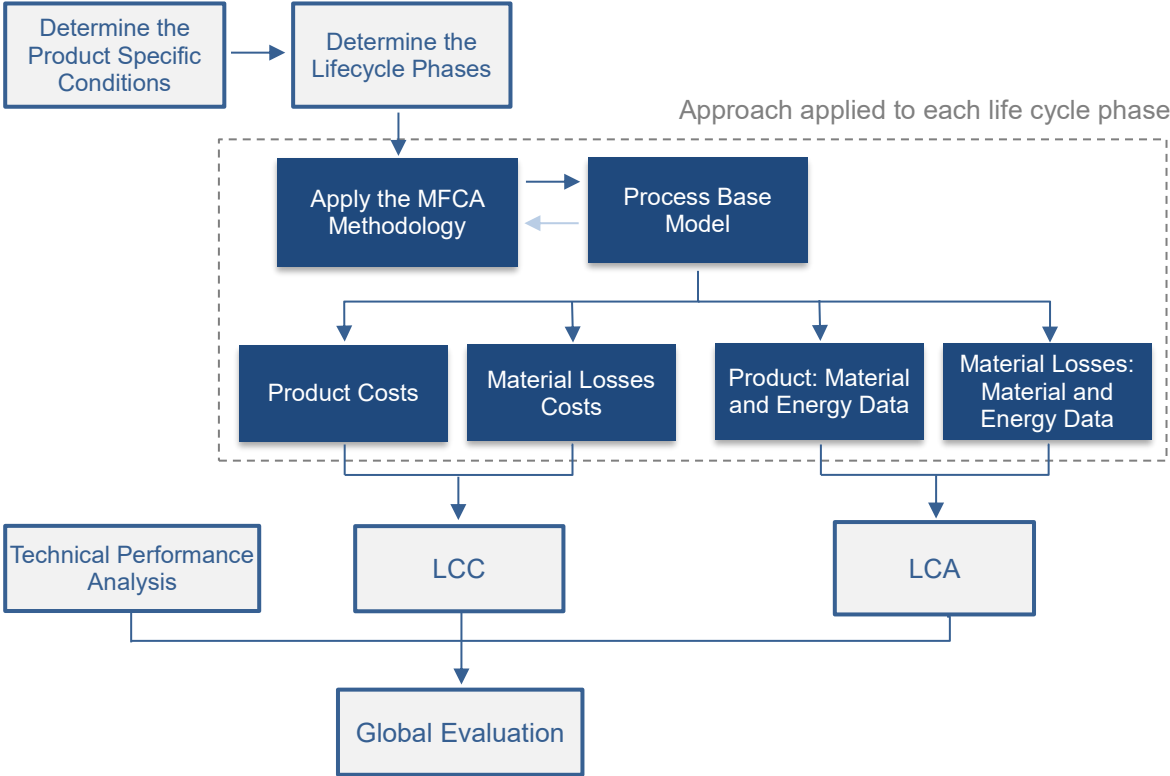 Determine the
Product Specific
Conditions
Determine the
Lifecycle Phases
Approach applied to each life cycle phase
Apply the MFCA
Methodology
Process Base
Model
Product Costs
Material Losses
Costs
Product: Material
and Energy Data
Material Losses:
Material and
Energy Data
Technical Performance
Analysis
LCC
LCA
Global Evaluation